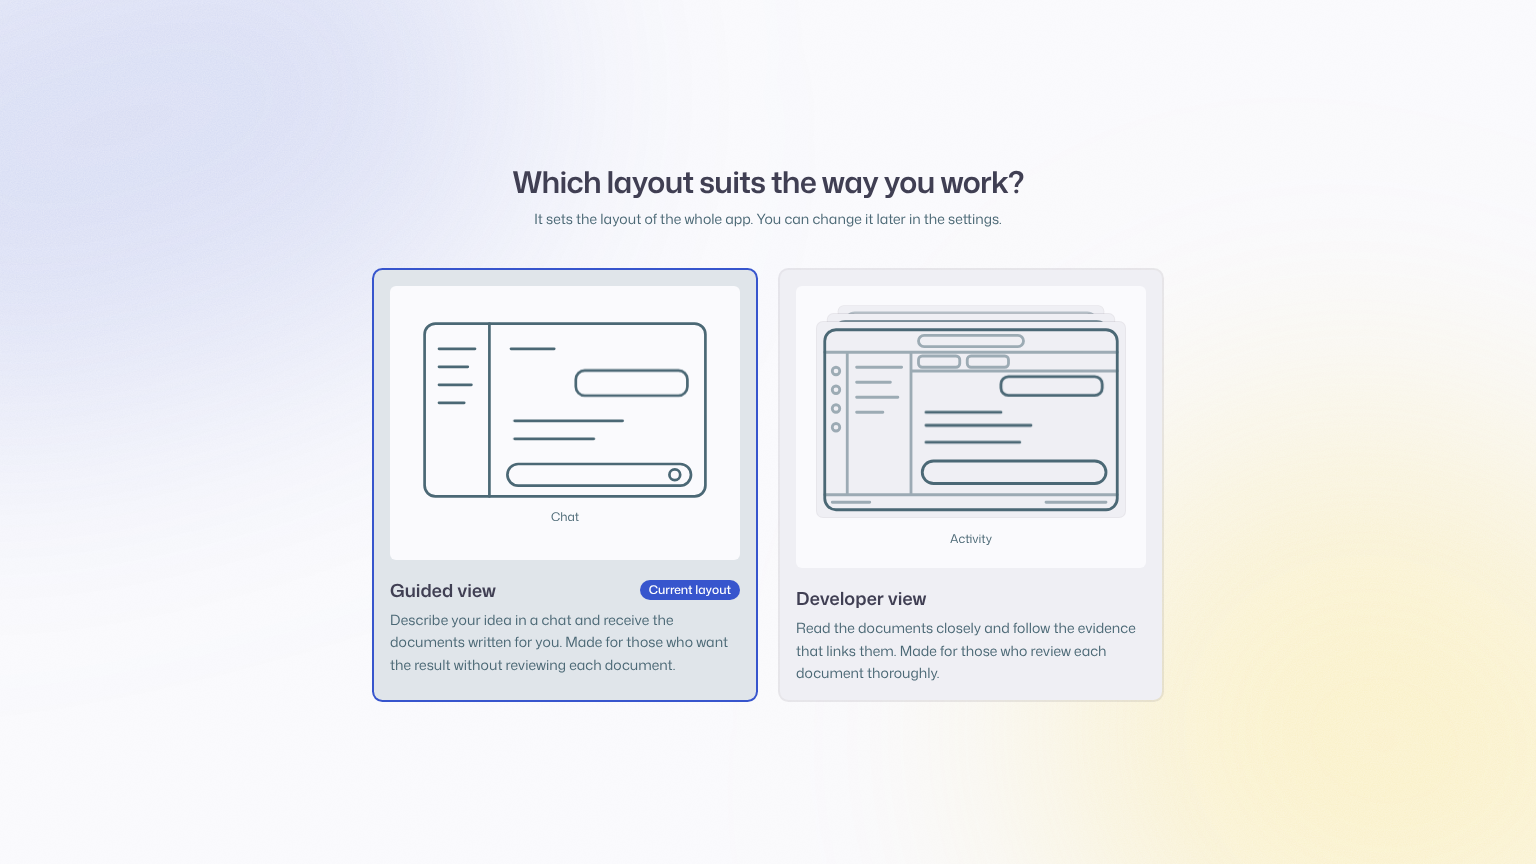 Which layout suits the way you work?
It sets the layout of the whole app. You can change it later in the settings.
Chat
Guided view
Current layout
Describe your idea in a chat and receive the
documents written for you. Made for those who want
the result without reviewing each document.
Activity
Developer view
Read the documents closely and follow the evidence
that links them. Made for those who review each
document thoroughly.